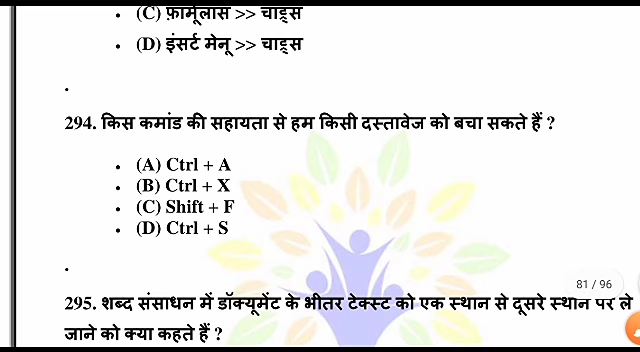 • (C) फ़ार्मूलास >> चाइ्स
• (D) इंसर्ट मेनू >> चाइ्स
.
294. किस कमांड की सहायता से हम किसी दस्तावेज को बचा सकते हैं ?
• (A) Ctrl + A
• (B) Ctrl + X
• (C) Shift + F
• (D) Ctrl + S
.
81 / 96
295. शब्द संसाधन में डॉक्यूमेंट के भीतर टेक्स्ट को एक स्थान से दूसरे स्थान पर ले
जाने को क्या कहते हैं ?